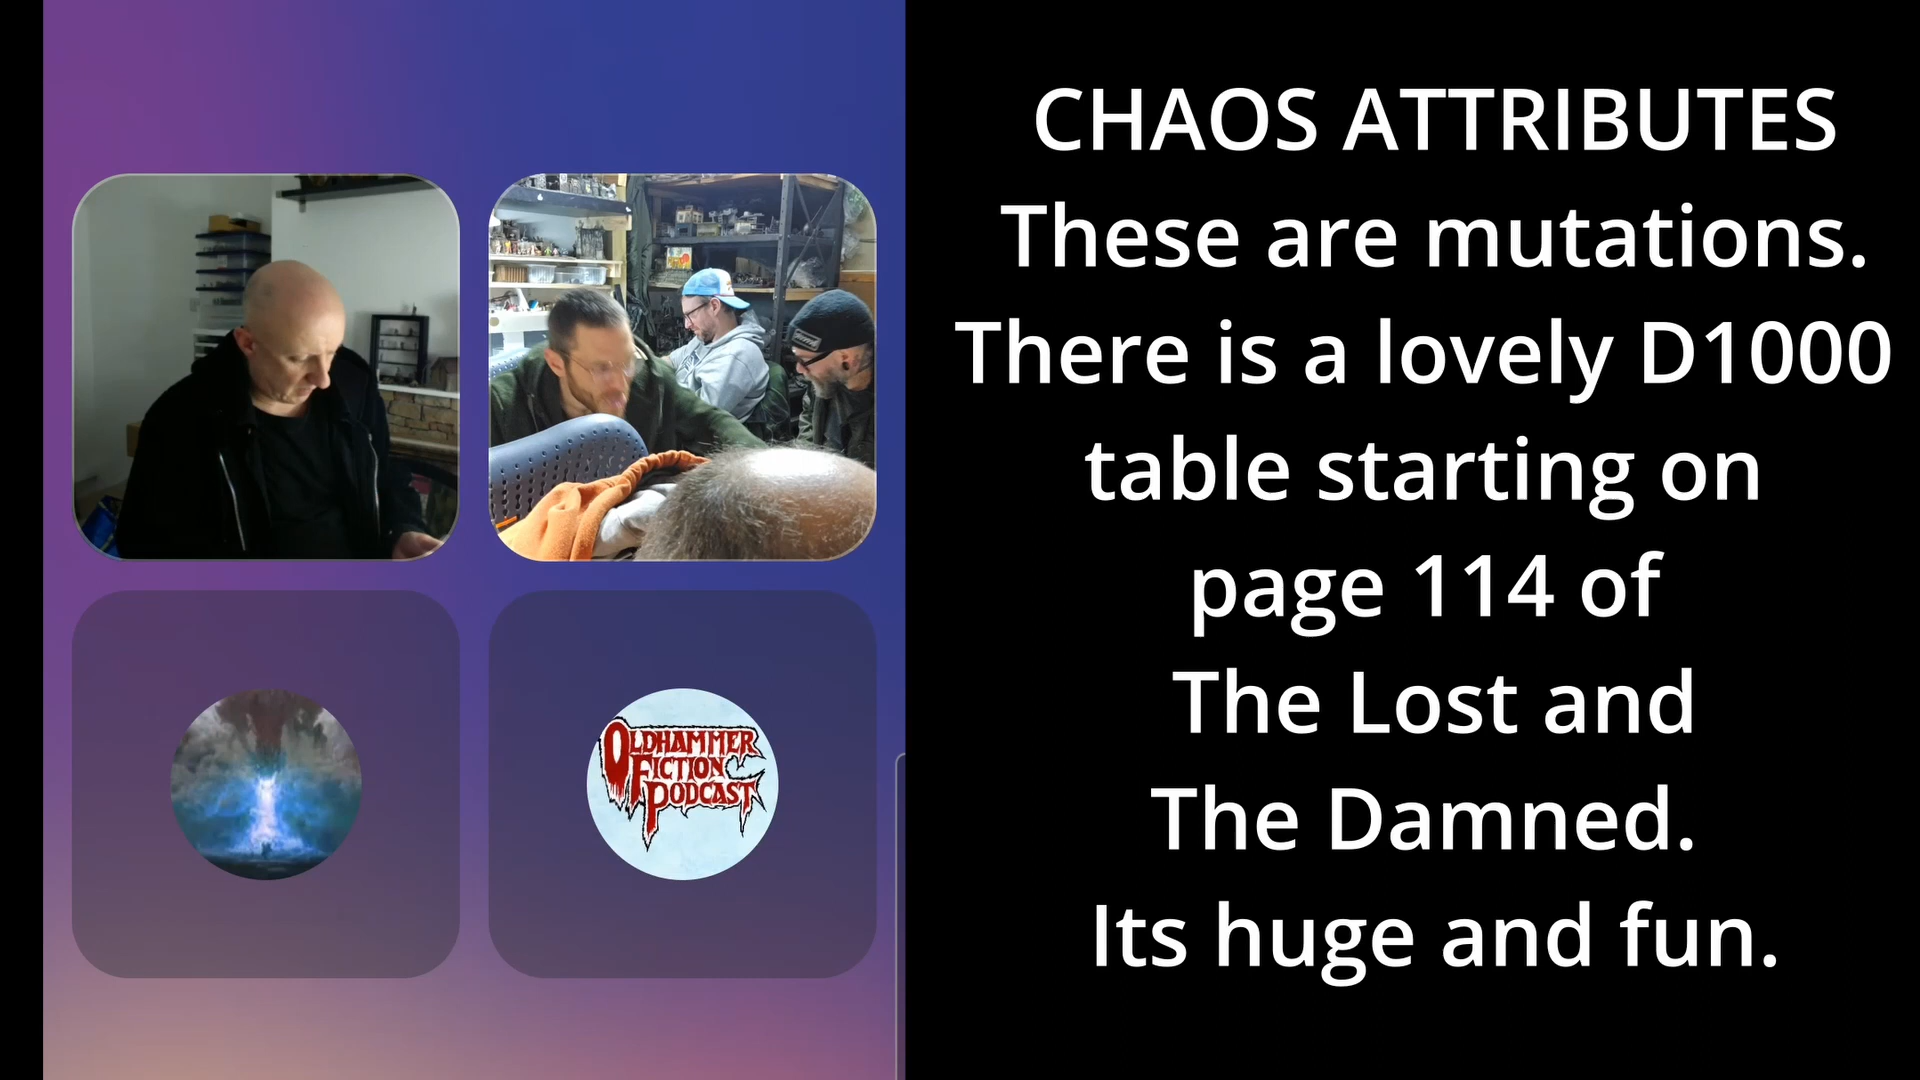 CHAOS ATTRIBUTES
These are mutations.
There is a lovely D1000
table starting on
page 114 of
The Lost and
The Damned.
Its huge and fun.
OLDHAMMER
FICTION
PODCAST